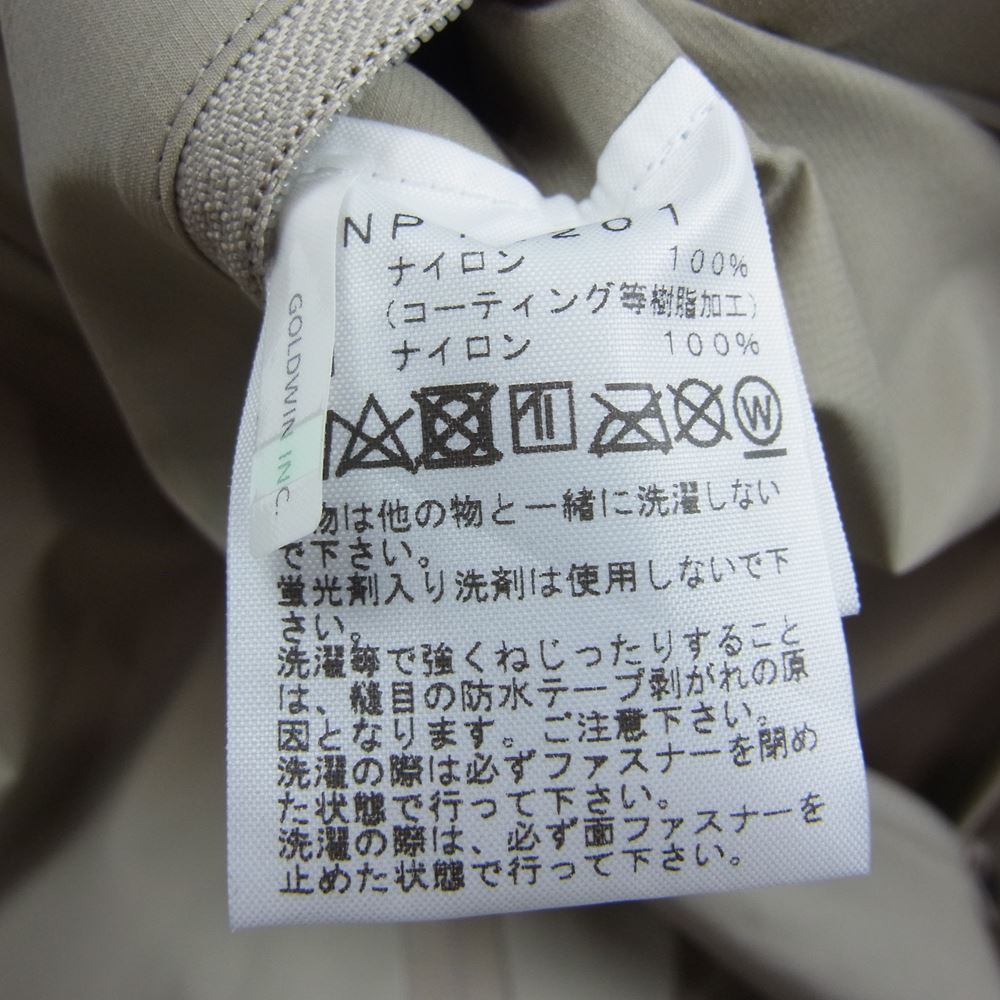 NP
201
ナイロン 100%
(コーティング等樹脂加工)
ナイロン 100%
W
GOLDWIN INC.
物は他の物と一緒に洗濯しない
で下さい。
蛍光剤入り洗剤は使用しないで下
さい。
洗濯等で強くねじったりすること
は、縫目の防水テープ剥がれの原
因となります。ご注意下さい。
洗濯の際は必ずファスナーを閉め
た状態で行って下さい。
洗濯の際は、必ず面ファスナーを
止めた状態で行って下さい。